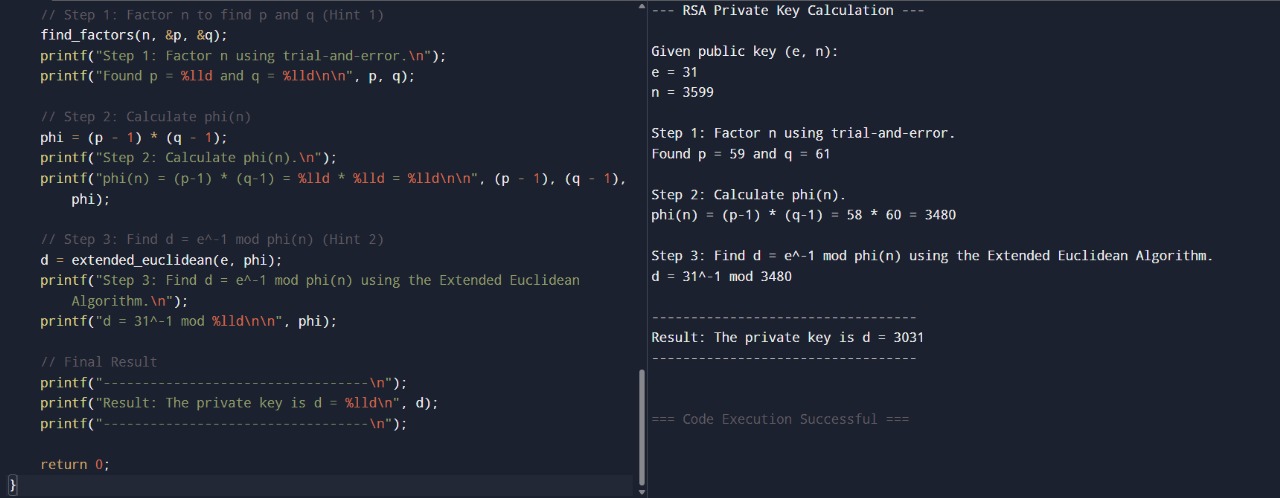 // Step 1: Factor n to find p and q (Hint 1)
find_factors(n, &p, &q);
printf("Step 1: Factor n using trial-and-error.\n");
printf("Found p = %lld and q = %lld\n\n", p, q);
// Step 2: Calculate phi(n)
phi = (p - 1) * (q - 1);
printf("Step 2: Calculate phi(n).\n");
printf("phi(n) = (p-1) * (q-1) = %lld * %lld = %lld\n\n", (p - 1), (q - 1),
phi);
// Step 3: Find d = e^-1 mod phi(n) (Hint 2)
d = extended_euclidean(e, phi);
printf("Step 3: Find d = e^-1 mod phi(n) using the Extended Euclidean
Algorithm.\n");
printf("d = 31^-1 mod %lld\n\n", phi);
// Final Result
printf("----------------------------------\n");
printf("Result: The private key is d = %lld\n", d);
printf("----------------------------------\n");
return 0;
}
--- RSA Private Key Calculation ---
Given public key (e, n):
e = 31
n = 3599
Step 1: Factor n using trial-and-error.
Found p = 59 and q = 61
Step 2: Calculate phi(n).
phi(n) = (p-1) * (q-1) = 58 * 60 = 3480
Step 3: Find d = e^-1 mod phi(n) using the Extended Euclidean Algorithm.
d = 31^-1 mod 3480
----------------------------------
Result: The private key is d = 3031
----------------------------------
=== Code Execution Successful ===